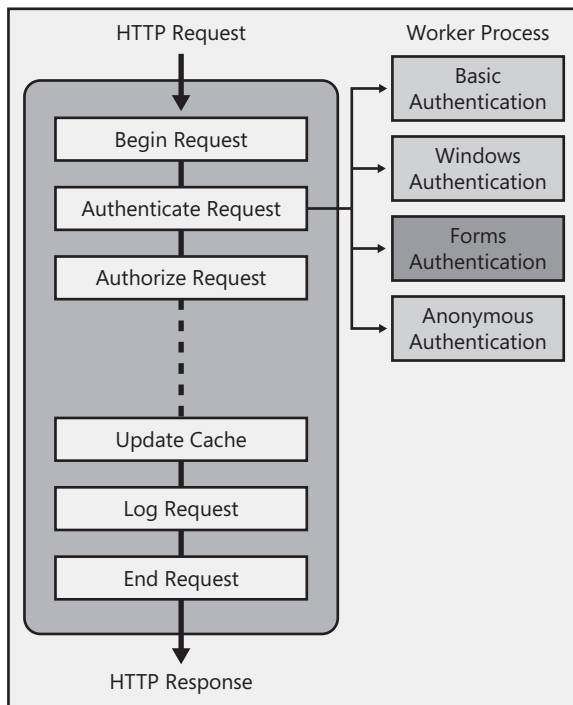 HTTP Request
Begin Request
Authenticate Request
Authorize Request
Update Cache
Log Request
End Request
HTTP Response
Worker Process
Basic
Authentication
Windows
Authentication
Forms
Authentication
Anonymous
Authentication